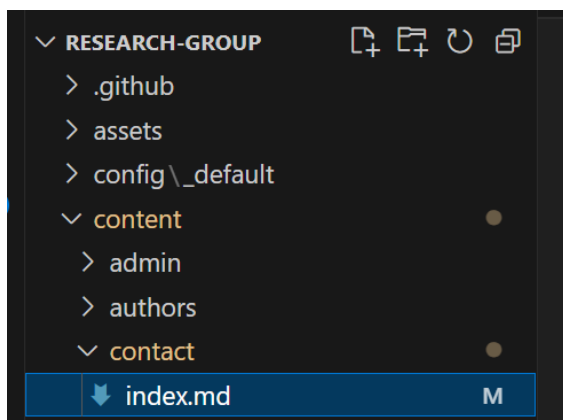 RESEARCH-GROUP
.github
assets
config\_default
content
admin
authors
contact
index.md M